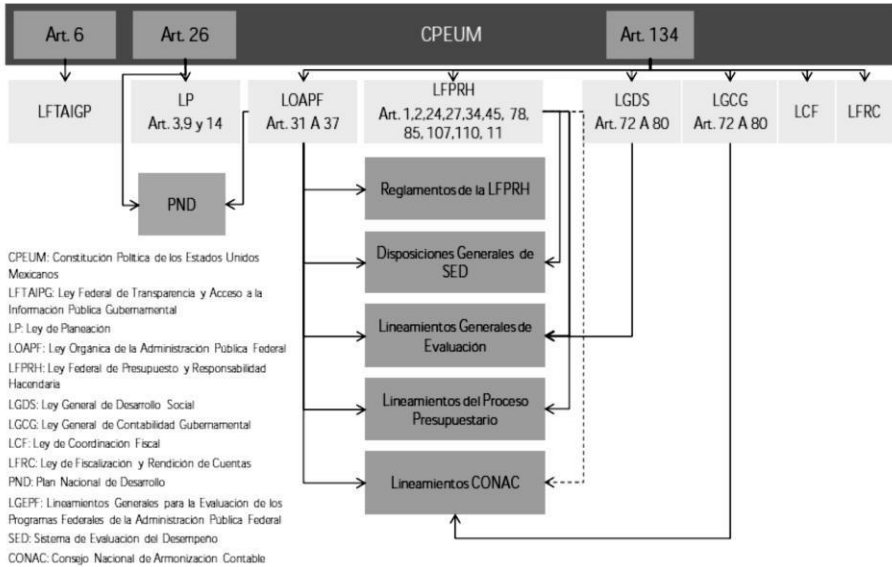 Art. 6
Art. 26
CPEUM
Art. 134
LFTAIGP
LP
Art. 3,9 y 14
LOAPF
Art. 31 A 37
LFPRH
Art. 1,2,24,27,34,45, 78,
85, 107,110, 11
LGDS
Art. 72 A 80
LGCG
Art. 72 A 80
LCF
LFRC
PND
Reglamentos de la LFPRH
Disposiciones Generales de
SED
Lineamientos Generales de
Evaluación
Lineamientos del Proceso
Presupuestario
Lineamientos CONAC
CPEUM: Constitución Política de los Estados Unidos
Mexicanos
LFTAIPG: Ley Federal de Transparencia y Acceso a la
Información Pública Gubernamental
LP: Ley de Planeación
LOAPF: Ley Orgánica de la Administración Pública Federal
LFPRH: Ley Federal de Presupuesto y Responsabilidad
Hacendaria
LGDS: Ley General de Desarrollo Social
LGCG: Ley General de Contabilidad Gubernamental
LCF: Ley de Coordinación Fiscal
LFRC: Ley de Fiscalización y Rendición de Cuentas
PND: Plan Nacional de Desarrollo
LGEPF: Lineamientos Generales para la Evaluación de los
Programas Federales de la Administración Pública Federal
SED: Sistema de Evaluación del Desempeño
CONAC: Consejo Nacional de Armonización Contable